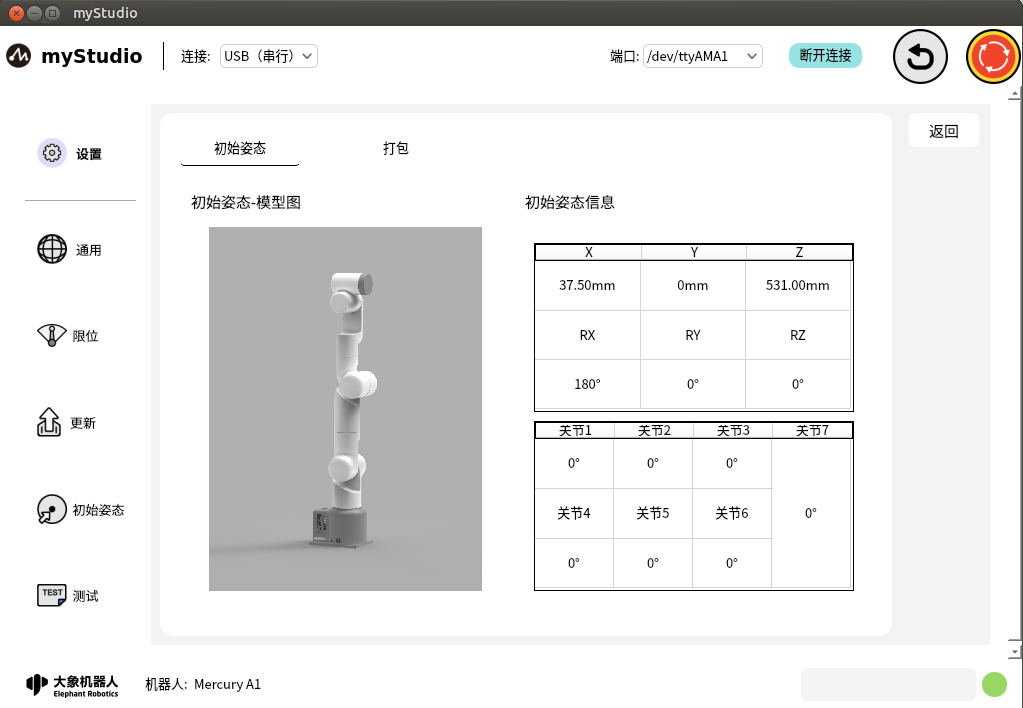 myStudio
myStudio
连接: USB（串行）
端口: /dev/ttyAMA1
断开连接
设置
通用
限位
更新
初始姿态
TEST 测试
初始姿态 打包
返回
初始姿态-模型图
初始姿态信息
X Y Z
37.50mm 0mm 531.00mm
RX RY RZ
180° 0° 0°
关节1 关节2 关节3 关节7
0° 0° 0°
关节4 关节5 关节6 0°
0° 0° 0°
大象机器人
Elephant Robotics
机器人: Mercury A1